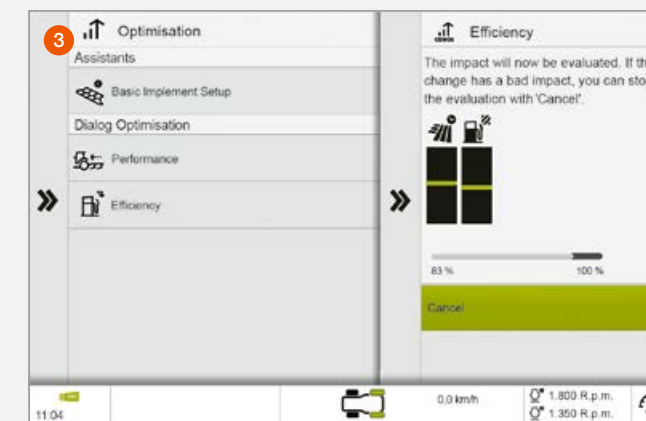 3
Optimisation
Assistants
Basic Implement Setup
Dialog Optimisation
Performance
Efficiency
Efficiency
The impact will now be evaluated. If th
change has a bad impact, you can sto
the evaluation with 'Cancel'.
83 %
100 %
Cancel
11:04
0,0 km/h
1.800 R.p.m.
1.350 R.p.m.